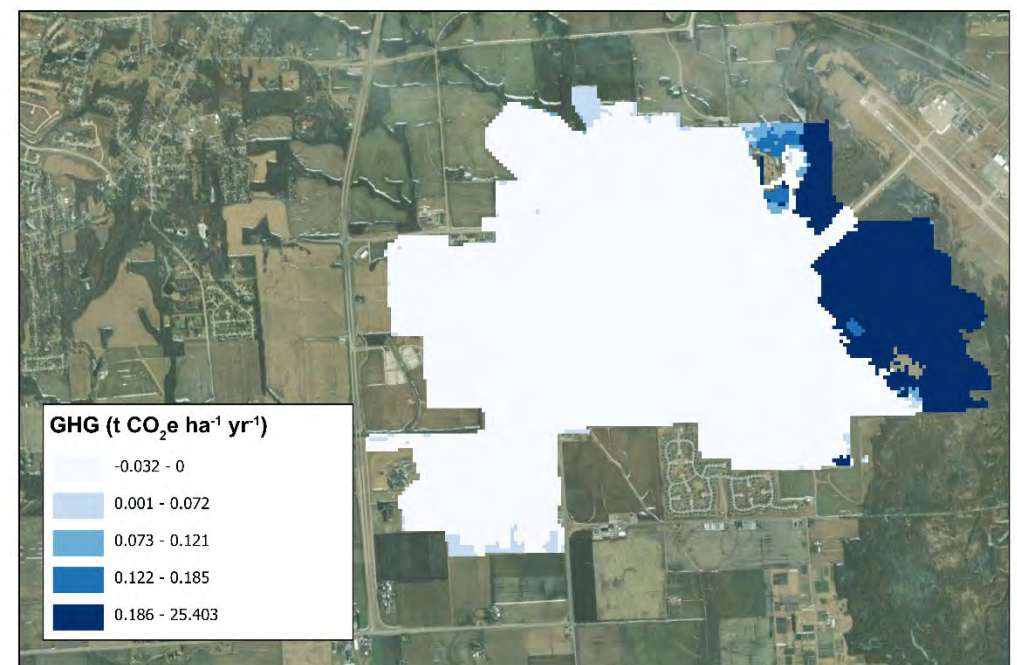 GHG (t CO₂e ha⁻¹ yr⁻¹)
-0.032 - 0
0.001 - 0.072
0.073 - 0.121
0.122 - 0.185
0.186 - 25.403